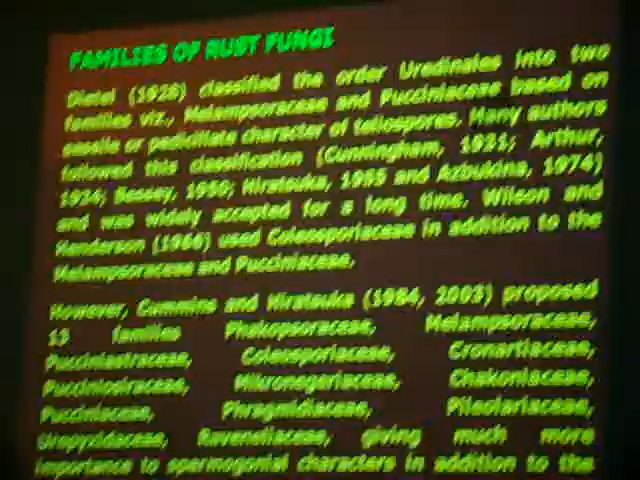 FAMILIES OF RUST FUNGI
Dietel (1928) classified the order Uredinales into two
families viz., Melampsoraceae and Pucciniaceae based on
sessile or pedicillate character of teliospores. Many authors
followed this classification (Cunningham, 1931; Arthur,
1934; Bessey, 1950; Hiratsuka, 1955 and Azbukina, 1974)
and was widely accepted for a long time. Wilson and
Henderson (1966) used Coleosporiaceae in addition to the
Melampsoraceae and Pucciniaceae.
However, Cummins and Hiratsuka (1984, 2003) proposed
13 families Phakopsoraceae, Melampsoraceae,
Pucciniastraceae, Coleosporiaceae, Cronartiaceae,
Pucciniosiraceae, Mikronegeriaceae, Chakoniaceae,
Pucciniaceae, Phragmidiaceae, Pileolariaceae,
Uropyxidaceae, Raveneliaceae, giving much more
importance to spermogonial characters in addition to the